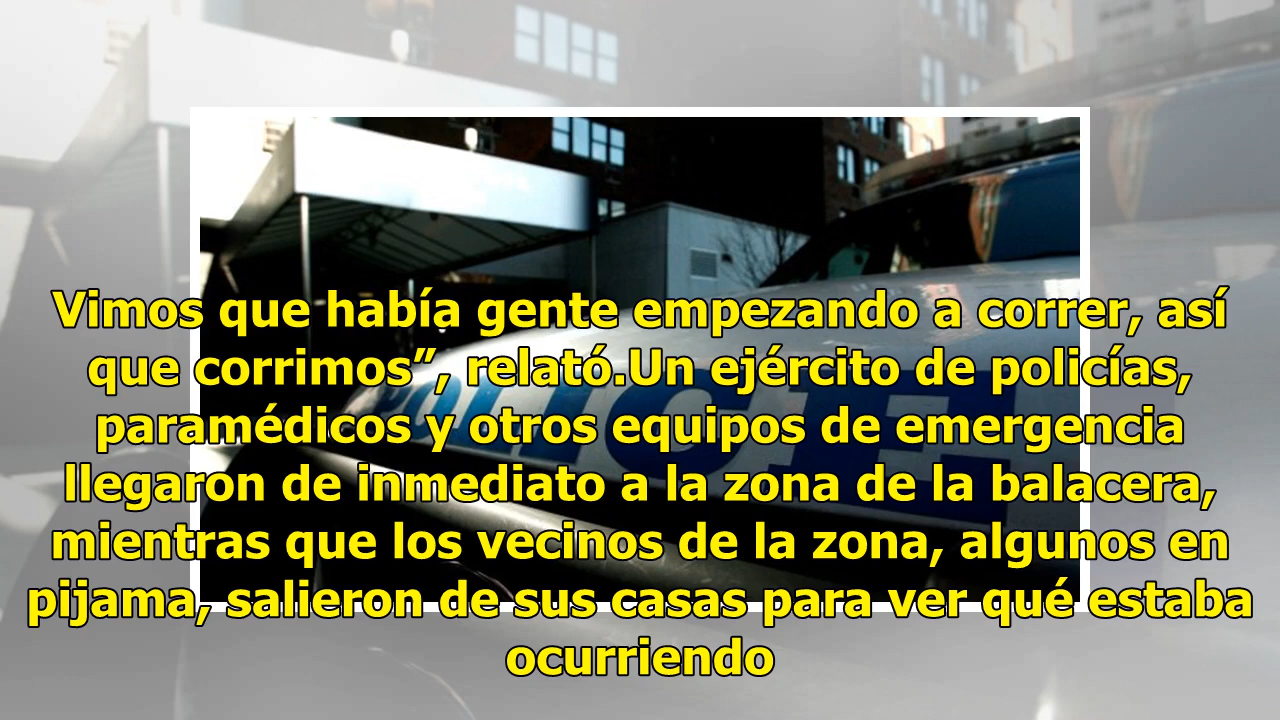 Vimos que había gente empezando a correr, así
que corrimos”, relató.Un ejército de policías,
paramédicos y otros equipos de emergencia
llegaron de inmediato a la zona de la balacera,
mientras que los vecinos de la zona, algunos en
pijama, salieron de sus casas para ver qué estaba
ocurriendo
POLICE